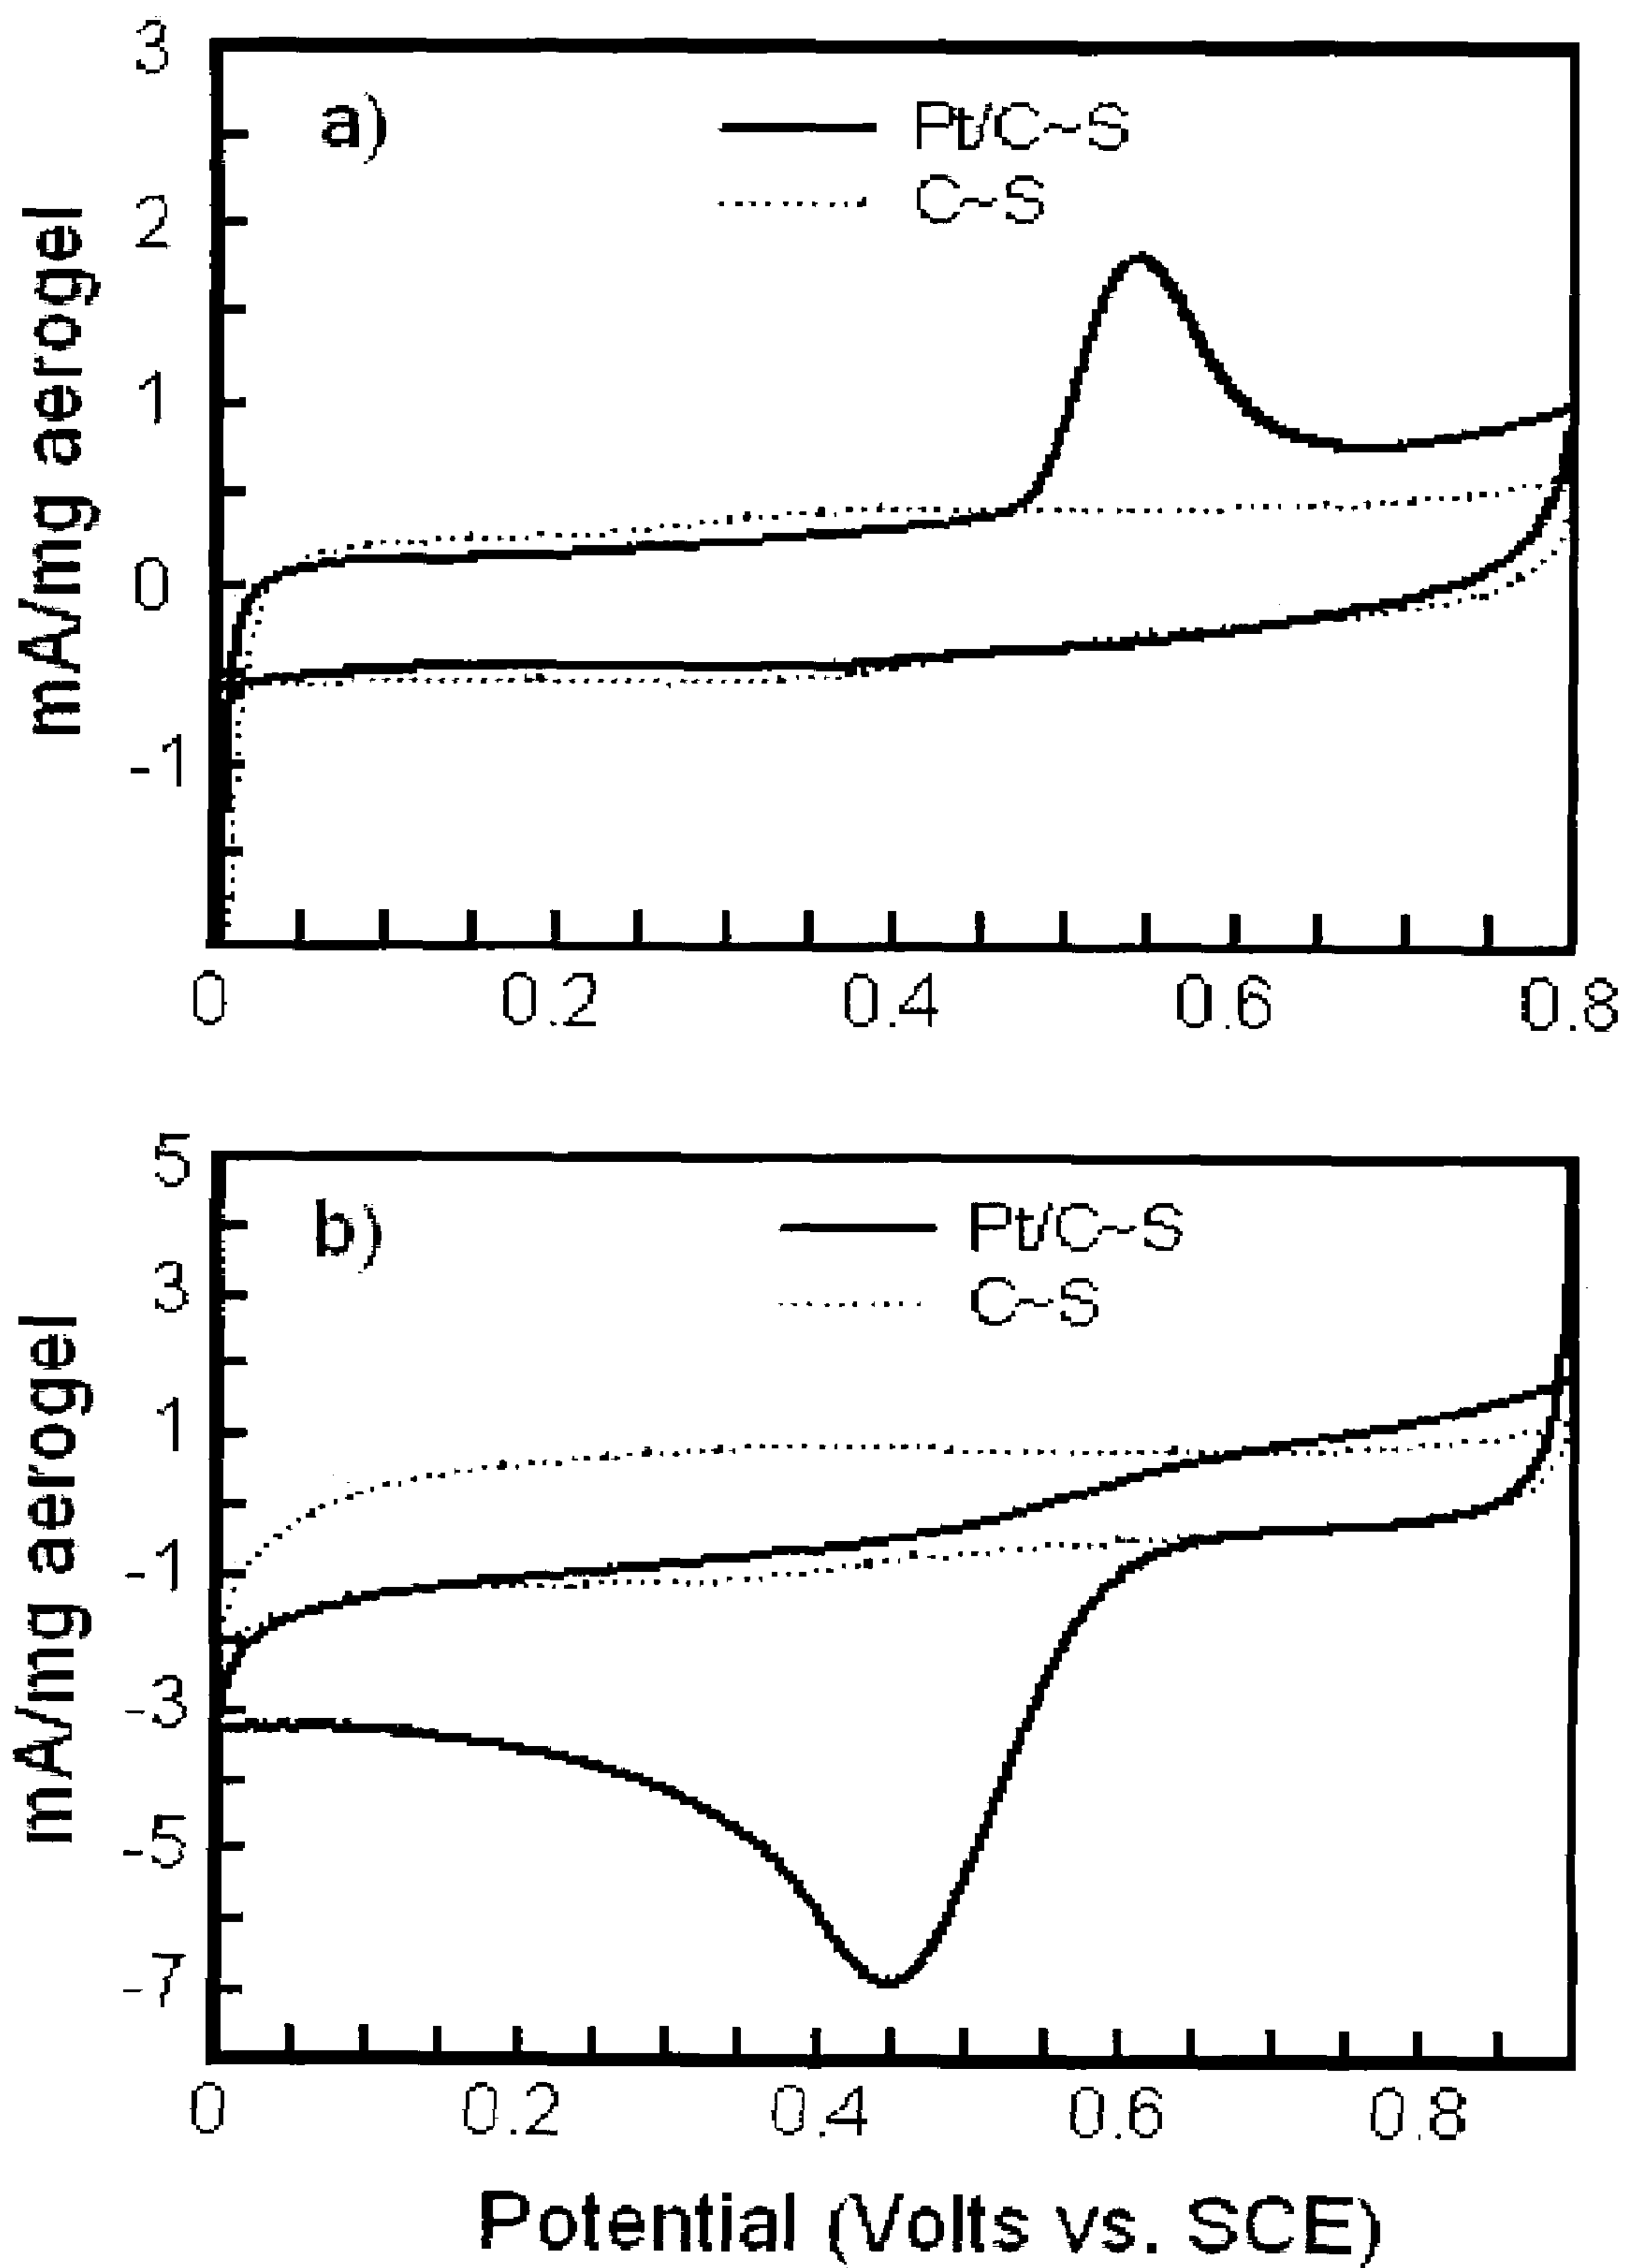 3
a)
Pt/C~S
C~S
2
1
0
-1
mA/mg aerogel
0 0.2 0.4 0.6 0.8
5
b)
Pt/C~S
C~S
3
1
-1
-3
-5
-7
mA/mg aerogel
0 0.2 0.4 0.6 0.8
Potential (Volts vs. SCE)